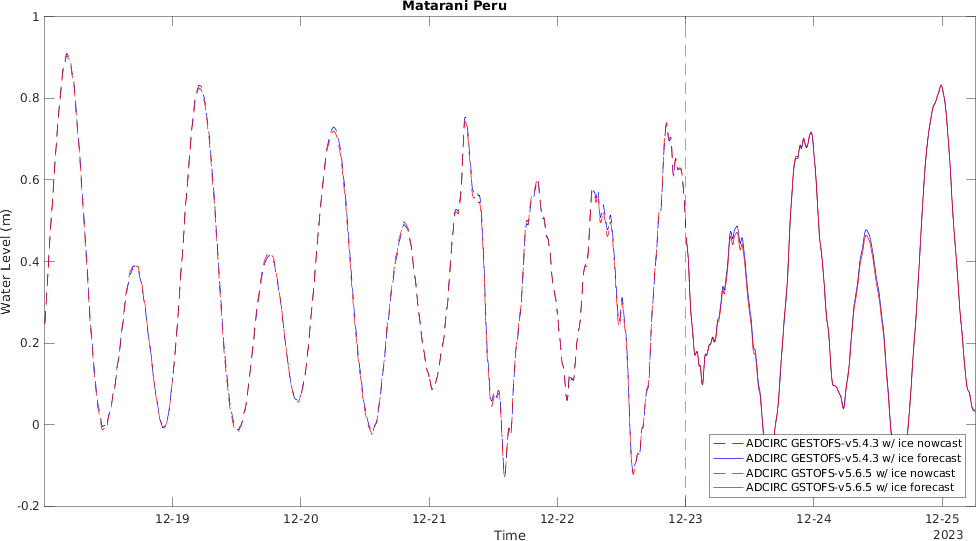 Matarani Peru
1
0.8
0.6
0.4
0.2
0
-0.2
Water Level (m)
ADCIRC GESTOFS-v5.4.3 w/ ice nowcast
ADCIRC GESTOFS-v5.4.3 w/ ice forecast
ADCIRC GSTOFS-v5.6.5 w/ ice nowcast
ADCIRC GSTOFS-v5.6.5 w/ ice forecast
12-19 12-20 12-21 12-22 12-23 12-24 12-25
Time 2023